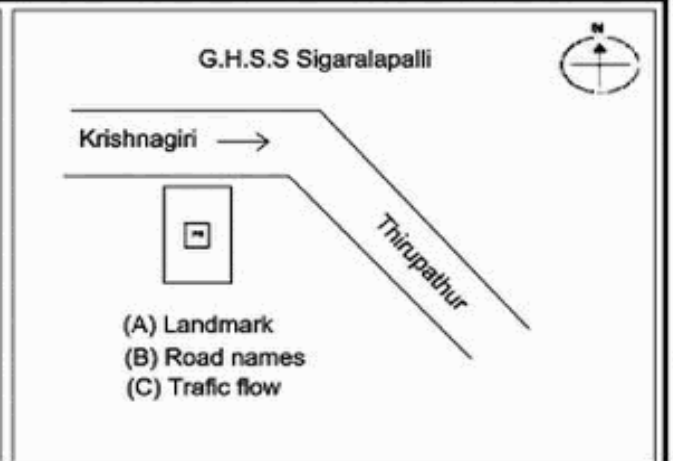 N
G.H.S.S Sigaralapalli
Krishnagiri
Thirupathur
(A) Landmark
(B) Road names
(C) Trafic flow